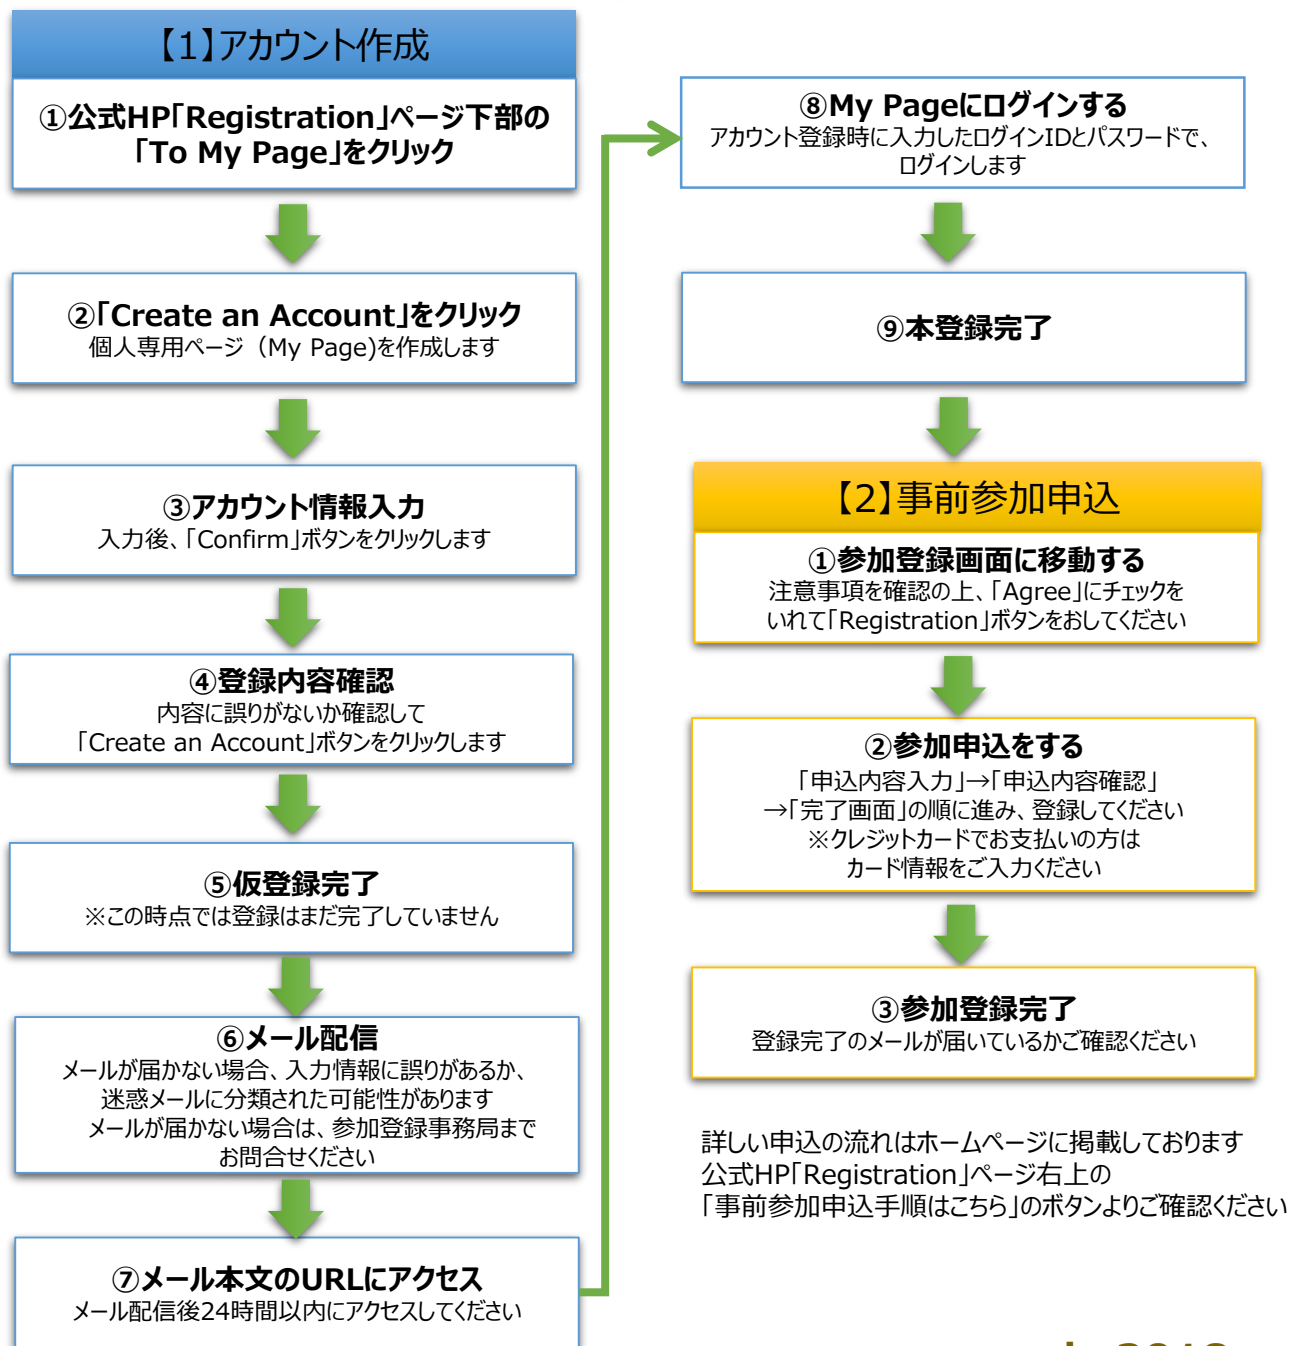 【1】アカウント作成
①公式HP「Registration」ページ下部の
「To My Page」をクリック
②「Create an Account」をクリック
個人専用ページ（My Page)を作成します
③アカウント情報入力
入力後、「Confirm」ボタンをクリックします
④登録内容確認
内容に誤りがないか確認して
「Create an Account」ボタンをクリックします
⑤仮登録完了
※この時点では登録はまだ完了していません
⑥メール配信
メールが届かない場合、入力情報に誤りがあるか、
迷惑メールに分類された可能性があります
メールが届かない場合は、参加登録事務局まで
お問合せください
⑦メール本文のURLにアクセス
メール配信後24時間以内にアクセスしてください
⑧My Pageにログインする
アカウント登録時に入力したログインIDとパスワードで、
ログインします
⑨本登録完了
【2】事前参加申込
①参加登録画面に移動する
注意事項を確認の上、「Agree」にチェックを
いれて「Registration」ボタンをおしてください
②参加申込をする
「申込内容入力」→「申込内容確認」
→「完了画面」の順に進み、登録してください
※クレジットカードでお支払いの方は
カード情報をご入力ください
③参加登録完了
登録完了のメールが届いているかご確認ください
詳しい申込の流れはホームページに掲載しております
公式HP「Registration」ページ右上の
「事前参加申込手順はこちら」のボタンよりご確認ください